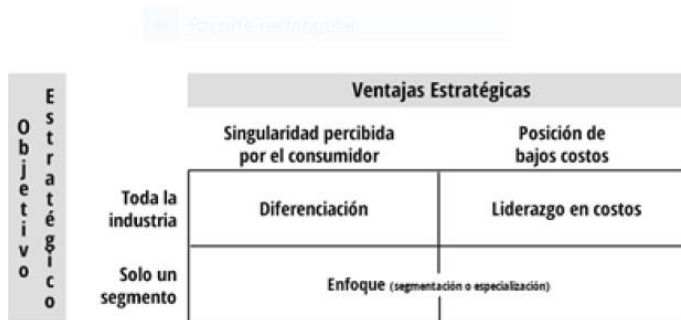 Recorte rectangular
Ventajas Estratégicas
Objetivo
Estratégico
Singularidad percibida
por el consumidor
Posición de
bajos costos
Toda la
industria
Diferenciación
Liderazgo en costos
Solo un
segmento
Enfoque (segmentación o especialización)